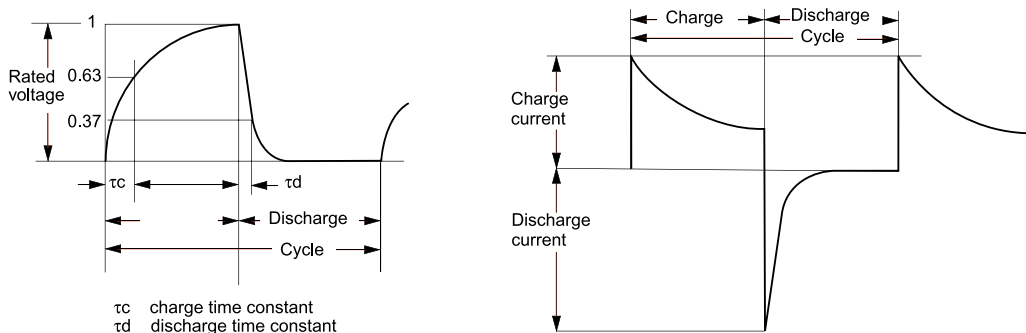 1
Rated
voltage
0.63
0.37
τc
τd
Discharge
Cycle
τc charge time constant
τd discharge time constant
Charge
Discharge
Cycle
Charge
current
Discharge
current